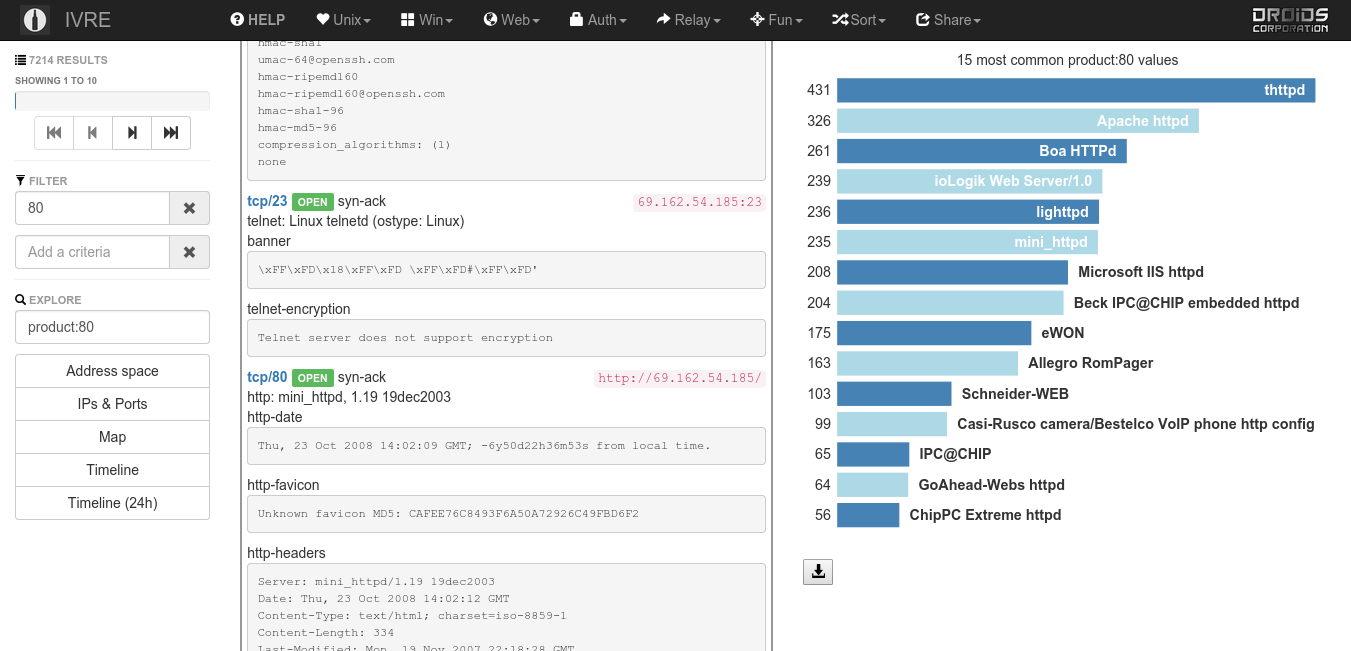 IVRE
HELP
Unix
Win
Web
Auth
Relay
Fun
Sort
Share
DROIDS
CORPORATION
7214 RESULTS
SHOWING 1 TO 10
FILTER
80
Add a criteria
EXPLORE
product:80
Address space
IPs & Ports
Map
Timeline
Timeline (24h)
hmac-sha1
umac-64@openssh.com
hmac-ripemd160
hmac-ripemd160@openssh.com
hmac-sha1-96
hmac-md5-96
compression_algorithms: (1)
none
tcp/23 OPEN syn-ack 69.162.54.185:23
telnet: Linux telnetd (ostype: Linux)
banner
\xFF\xFD\x18\xFF\xFD \xFF\xFD#\xFF\xFD'
telnet-encryption
Telnet server does not support encryption
tcp/80 OPEN syn-ack http://69.162.54.185/
http: mini_httpd, 1.19 19dec2003
http-date
Thu, 23 Oct 2008 14:02:09 GMT; -6y50d22h36m53s from local time.
http-favicon
Unknown favicon MD5: CAFEE76C8493F6A50A72926C49FBD6F2
http-headers
Server: mini_httpd/1.19 19dec2003
Date: Thu, 23 Oct 2008 14:02:12 GMT
Content-Type: text/html; charset=iso-8859-1
Content-Length: 334
Last-Modified: Mon, 19 Nov 2007 22:18:28 GMT
15 most common product:80 values
431 thttpd
326 Apache httpd
261 Boa HTTPd
239 ioLogik Web Server/1.0
236 lighttpd
235 mini_httpd
208 Microsoft IIS httpd
204 Beck IPC@CHIP embedded httpd
175 eWON
163 Allegro RomPager
103 Schneider-WEB
99 Casi-Rusco camera/Bestelco VoIP phone http config
65 IPC@CHIP
64 GoAhead-Webs httpd
56 ChipPC Extreme httpd